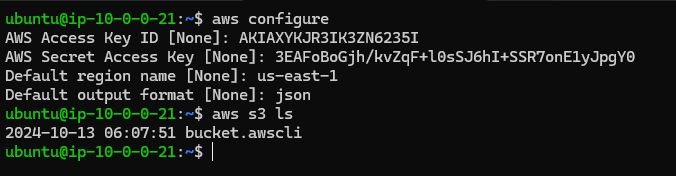 ubuntu@ip-10-0-0-21:~$ aws configure
AWS Access Key ID [None]: AKIAXYKJR3IK3ZN6235I
AWS Secret Access Key [None]: 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
Default region name [None]: us-east-1
Default output format [None]: json
ubuntu@ip-10-0-0-21:~$ aws s3 ls
2024-10-13 06:07:51 bucket.awscli
ubuntu@ip-10-0-0-21:~$